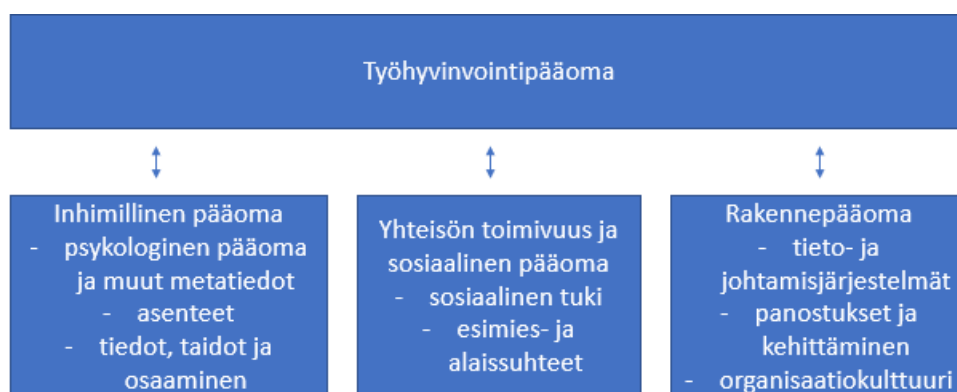 Työhyvinvointipääoma
Inhimillinen pääoma
- psykologinen pääoma
ja muut metatiedot
- asenteet
- tiedot, taidot ja
osaaminen
Yhteisön toimivuus ja
sosiaalinen pääoma
- sosiaalinen tuki
- esimies- ja
alaissuhteet
Rakennepääoma
- tieto- ja
johtamisjärjestelmät
- panostukset ja
kehittäminen
- organisaatiokulttuuri